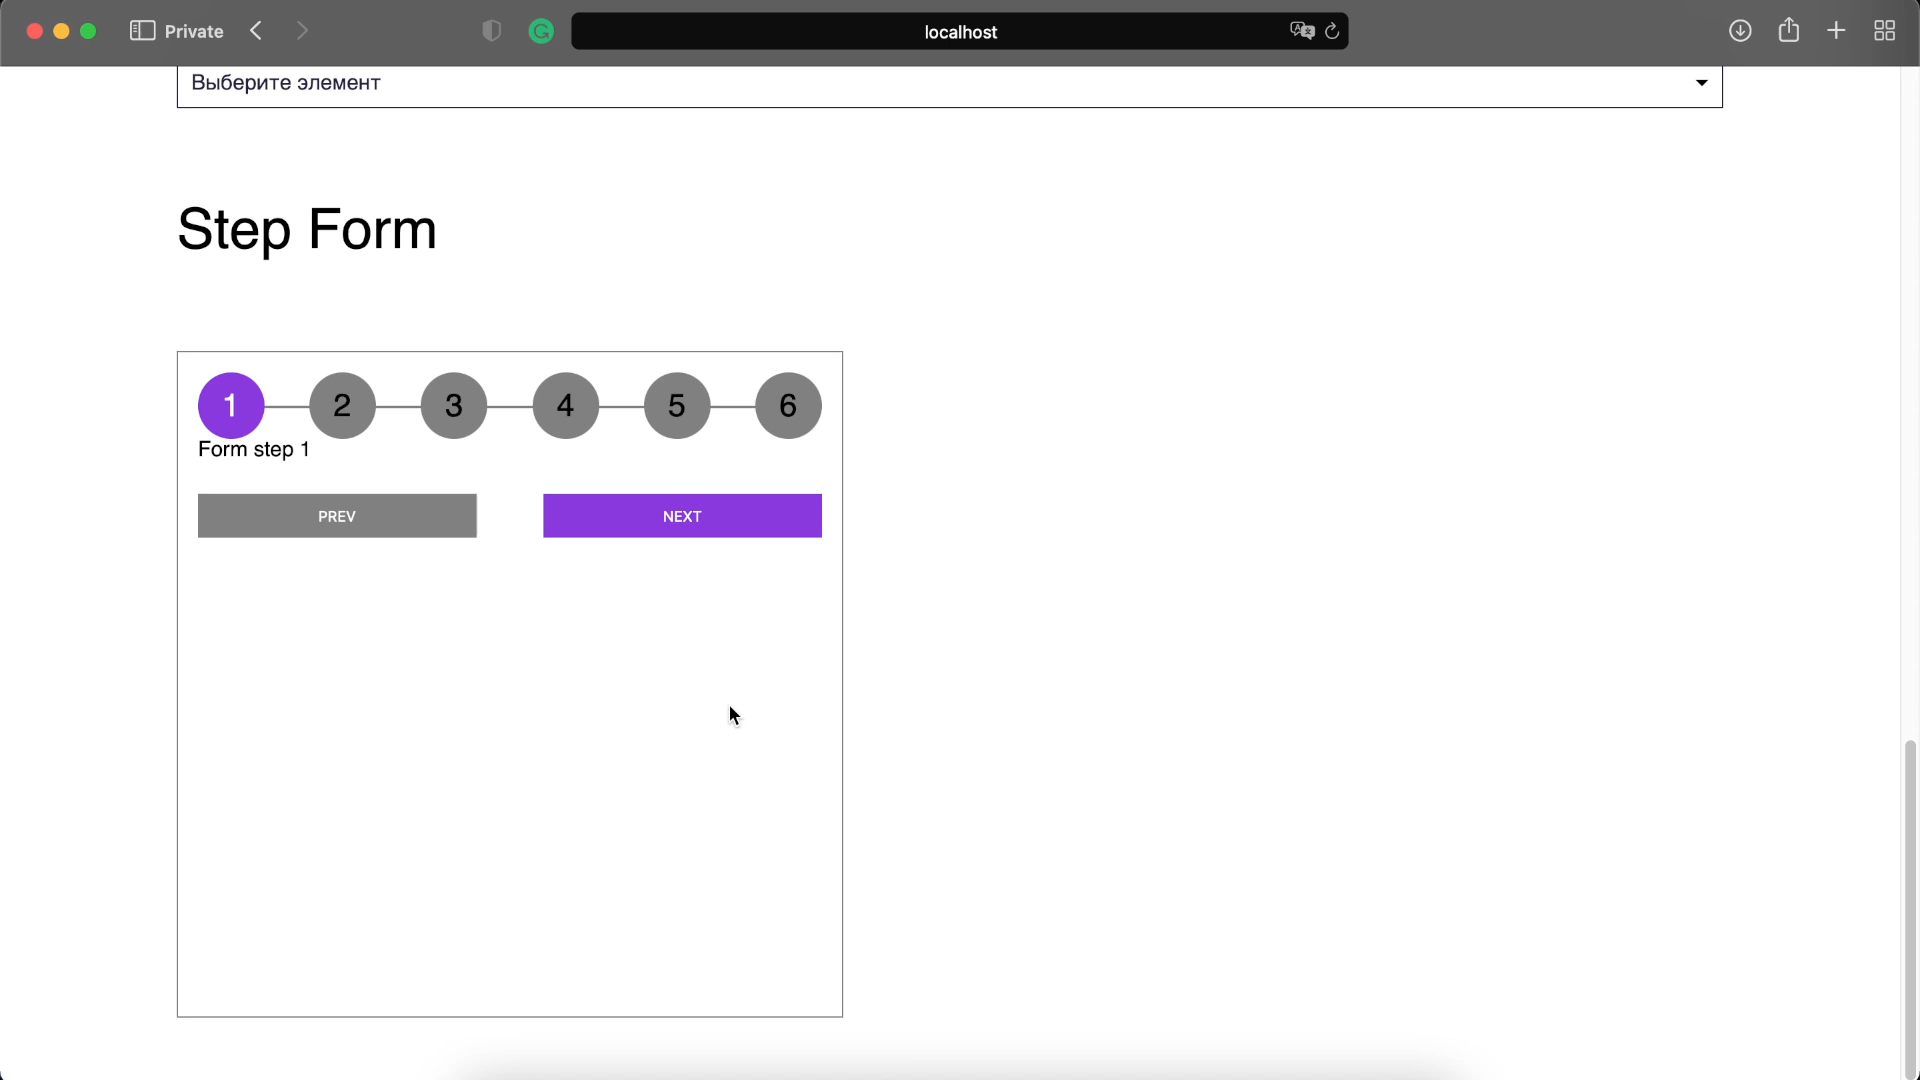 Private
localhost
Выберите элемент
Step Form
1 2 3 4 5 6
Form step 1
PREV NEXT